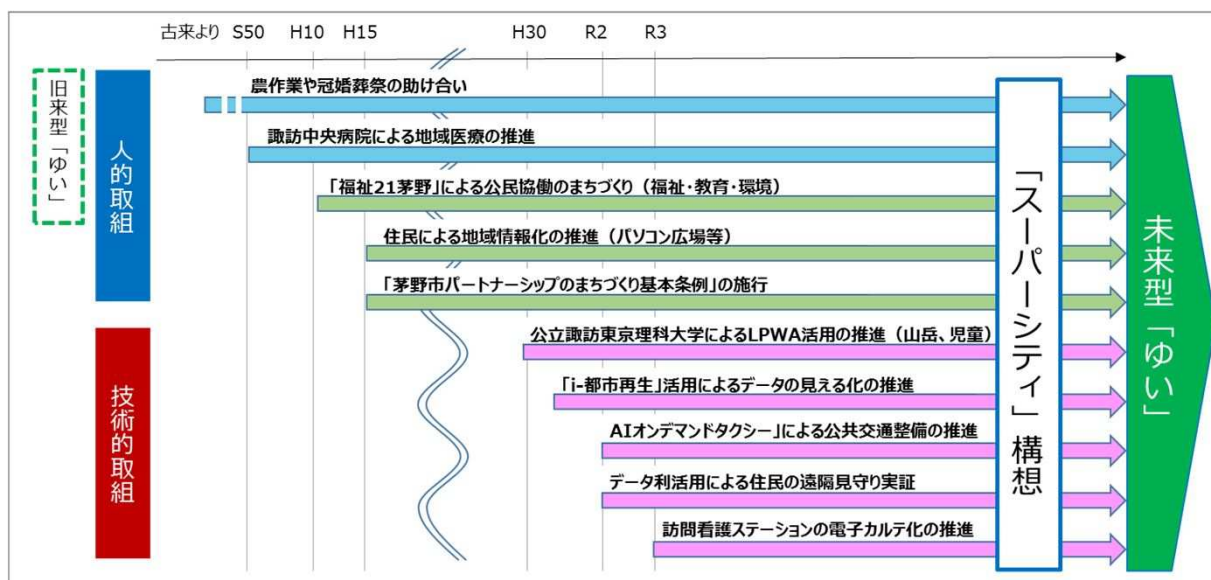 古来より S50 H10 H15 H30 R2 R3
旧来型「ゆい」
人的取組
農作業や冠婚葬祭の助け合い
諏訪中央病院による地域医療の推進
「福祉21茅野」による公民協働のまちづくり（福祉・教育・環境）
住民による地域情報化の推進（パソコン広場等）
「茅野市パートナーシップのまちづくり基本条例」の施行
技術的取組
公立諏訪東京理科大学によるLPWA活用の推進（山岳、児童）
「i-都市再生」活用によるデータの見える化の推進
AIオンデマンドタクシー」による公共交通整備の推進
データ利活用による住民の遠隔見守り実証
訪問看護ステーションの電子カルテ化の推進
「スーパーシティ」構想
未来型「ゆい」